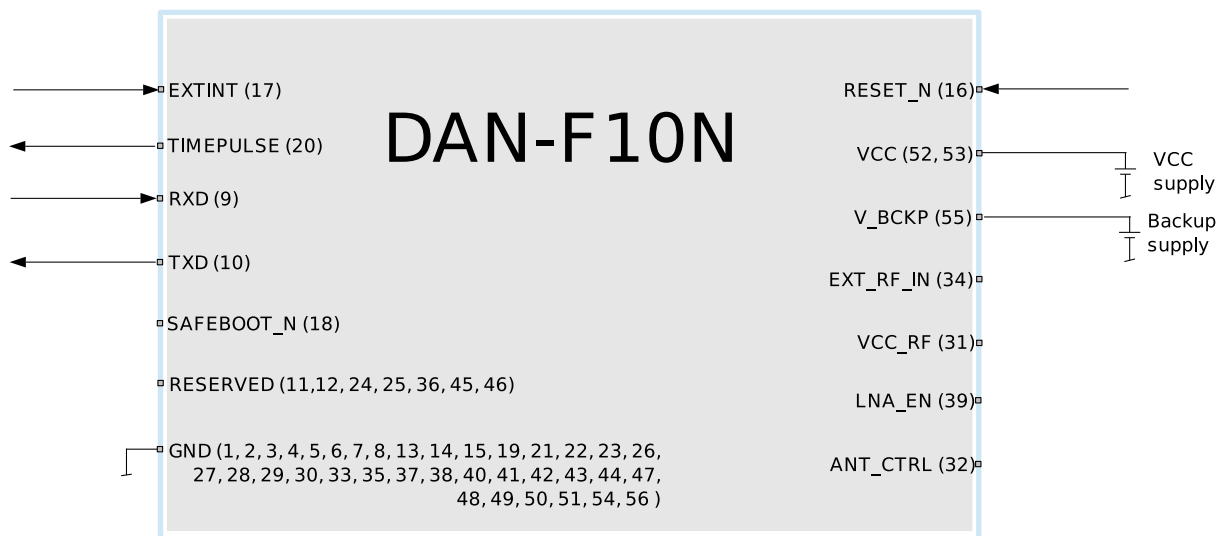 DAN-F10N
EXTINT (17)
TIMEPULSE (20)
RXD (9)
TXD (10)
SAFEBOOT_N (18)
RESERVED (11,12, 24, 25, 36, 45, 46)
GND (1, 2, 3, 4, 5, 6, 7, 8, 13, 14, 15, 19, 21, 22, 23, 26,
27, 28, 29, 30, 33, 35, 37, 38, 40, 41, 42, 43, 44, 47,
48, 49, 50, 51, 54, 56 )
RESET_N (16)
VCC (52, 53)
V_BCKP (55)
EXT_RF_IN (34)
VCC_RF (31)
LNA_EN (39)
ANT_CTRL (32)
VCC
supply
Backup
supply